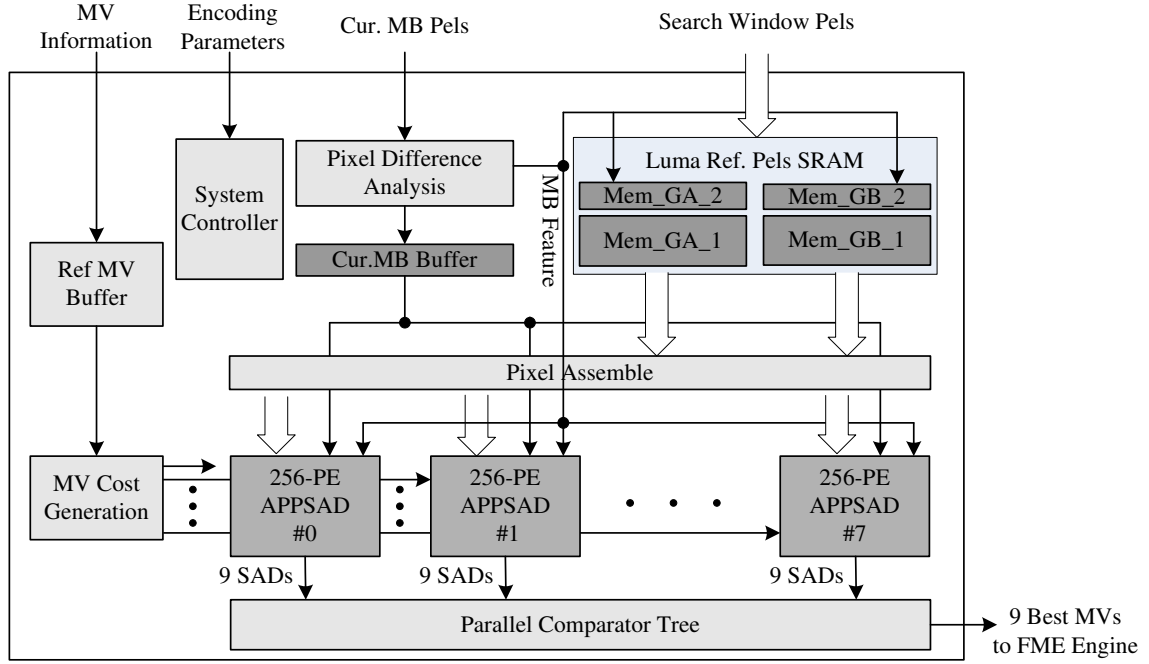 MV
Information
Encoding
Parameters
Cur. MB Pels
Search Window Pels
System
Controller
Pixel Difference
Analysis
MB Feature
Luma Ref. Pels SRAM
Mem_GA_2
Mem_GB_2
Mem_GA_1
Mem_GB_1
Ref MV
Buffer
Cur.MB Buffer
Pixel Assemble
MV Cost
Generation
256-PE
APPSAD
#0
256-PE
APPSAD
#1
256-PE
APPSAD
#7
9 SADs
9 SADs
9 SADs
Parallel Comparator Tree
9 Best MVs
to FME Engine